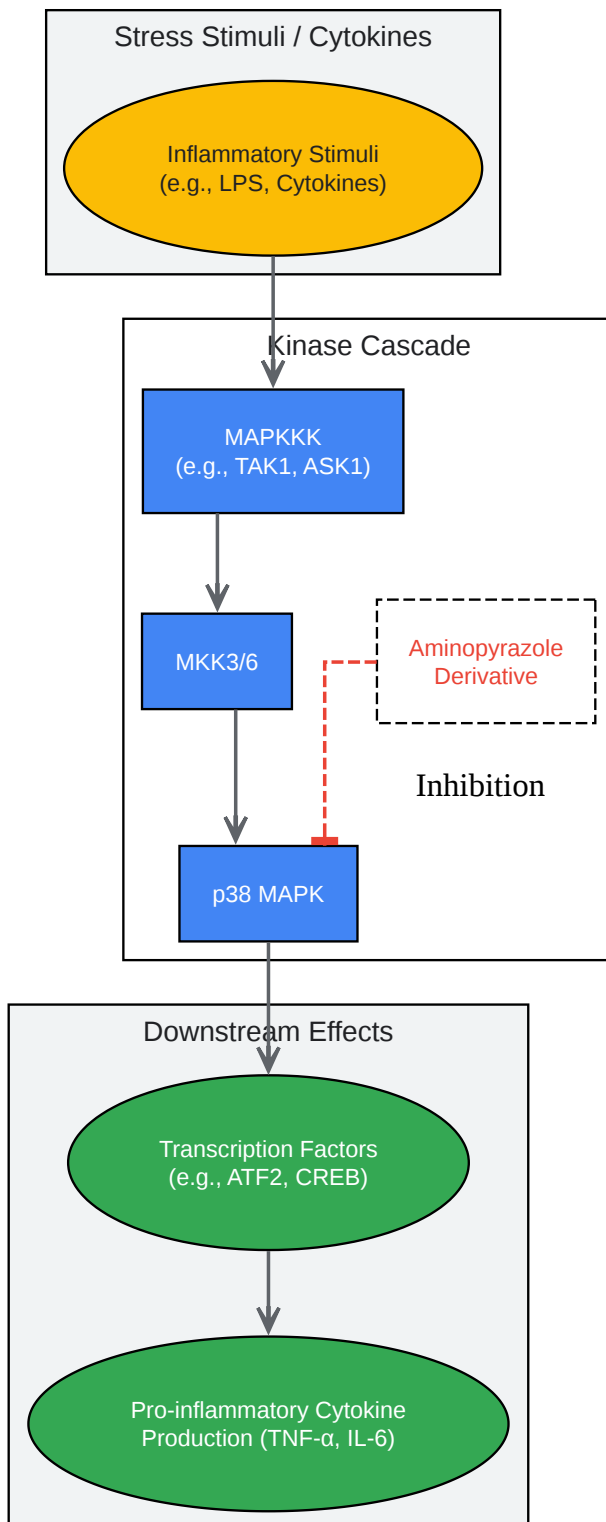 Stress Stimuli / Cytokines
Inflammatory Stimuli
(e.g., LPS, Cytokines)
Kinase Cascade
MAPKKK
(e.g., TAK1, ASK1)
MKK3/6
Aminopyrazole
Derivative
Inhibition
p38 MAPK
Downstream Effects
Transcription Factors
(e.g., ATF2, CREB)
Pro-inflammatory Cytokine
Production (TNF-α, IL-6)